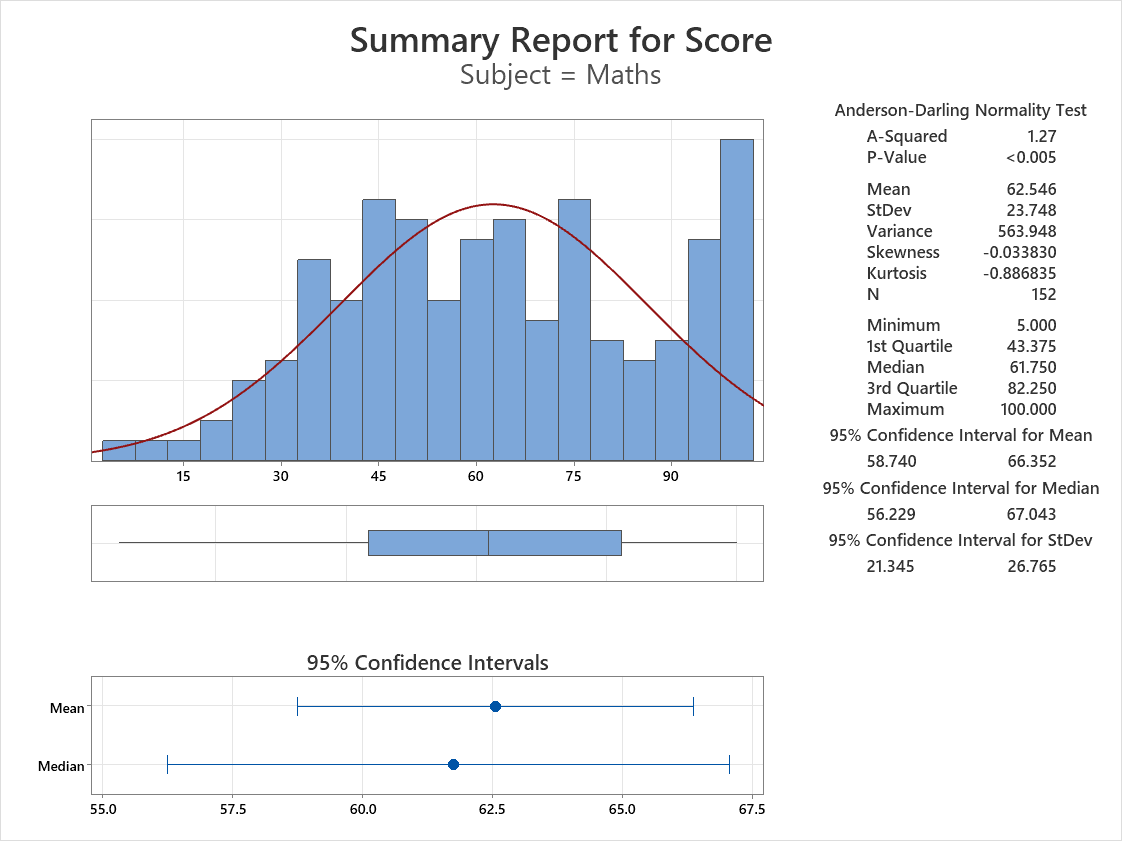 Summary Report for Score
Subject = Maths
15 30 45 60 75 90
95% Confidence Intervals
Mean
Median
55.0 57.5 60.0 62.5 65.0 67.5
Anderson-Darling Normality Test
A-Squared 1.27
P-Value <0.005
Mean 62.546
StDev 23.748
Variance 563.948
Skewness -0.033830
Kurtosis -0.886835
N 152
Minimum 5.000
1st Quartile 43.375
Median 61.750
3rd Quartile 82.250
Maximum 100.000
95% Confidence Interval for Mean
58.740 66.352
95% Confidence Interval for Median
56.229 67.043
95% Confidence Interval for StDev
21.345 26.765